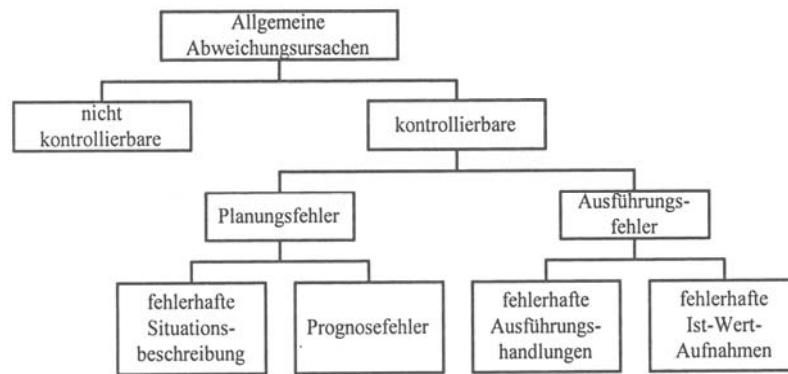 Allgemeine
Abweichungsursachen
nicht
kontrollierbare
kontrollierbare
Planungsfehler
Ausführungs-
fehler
fehlerhafte
Situations-
beschreibung
Prognosefehler
fehlerhafte
Ausführungs-
handlungen
fehlerhafte
Ist-Wert-
Aufnahmen